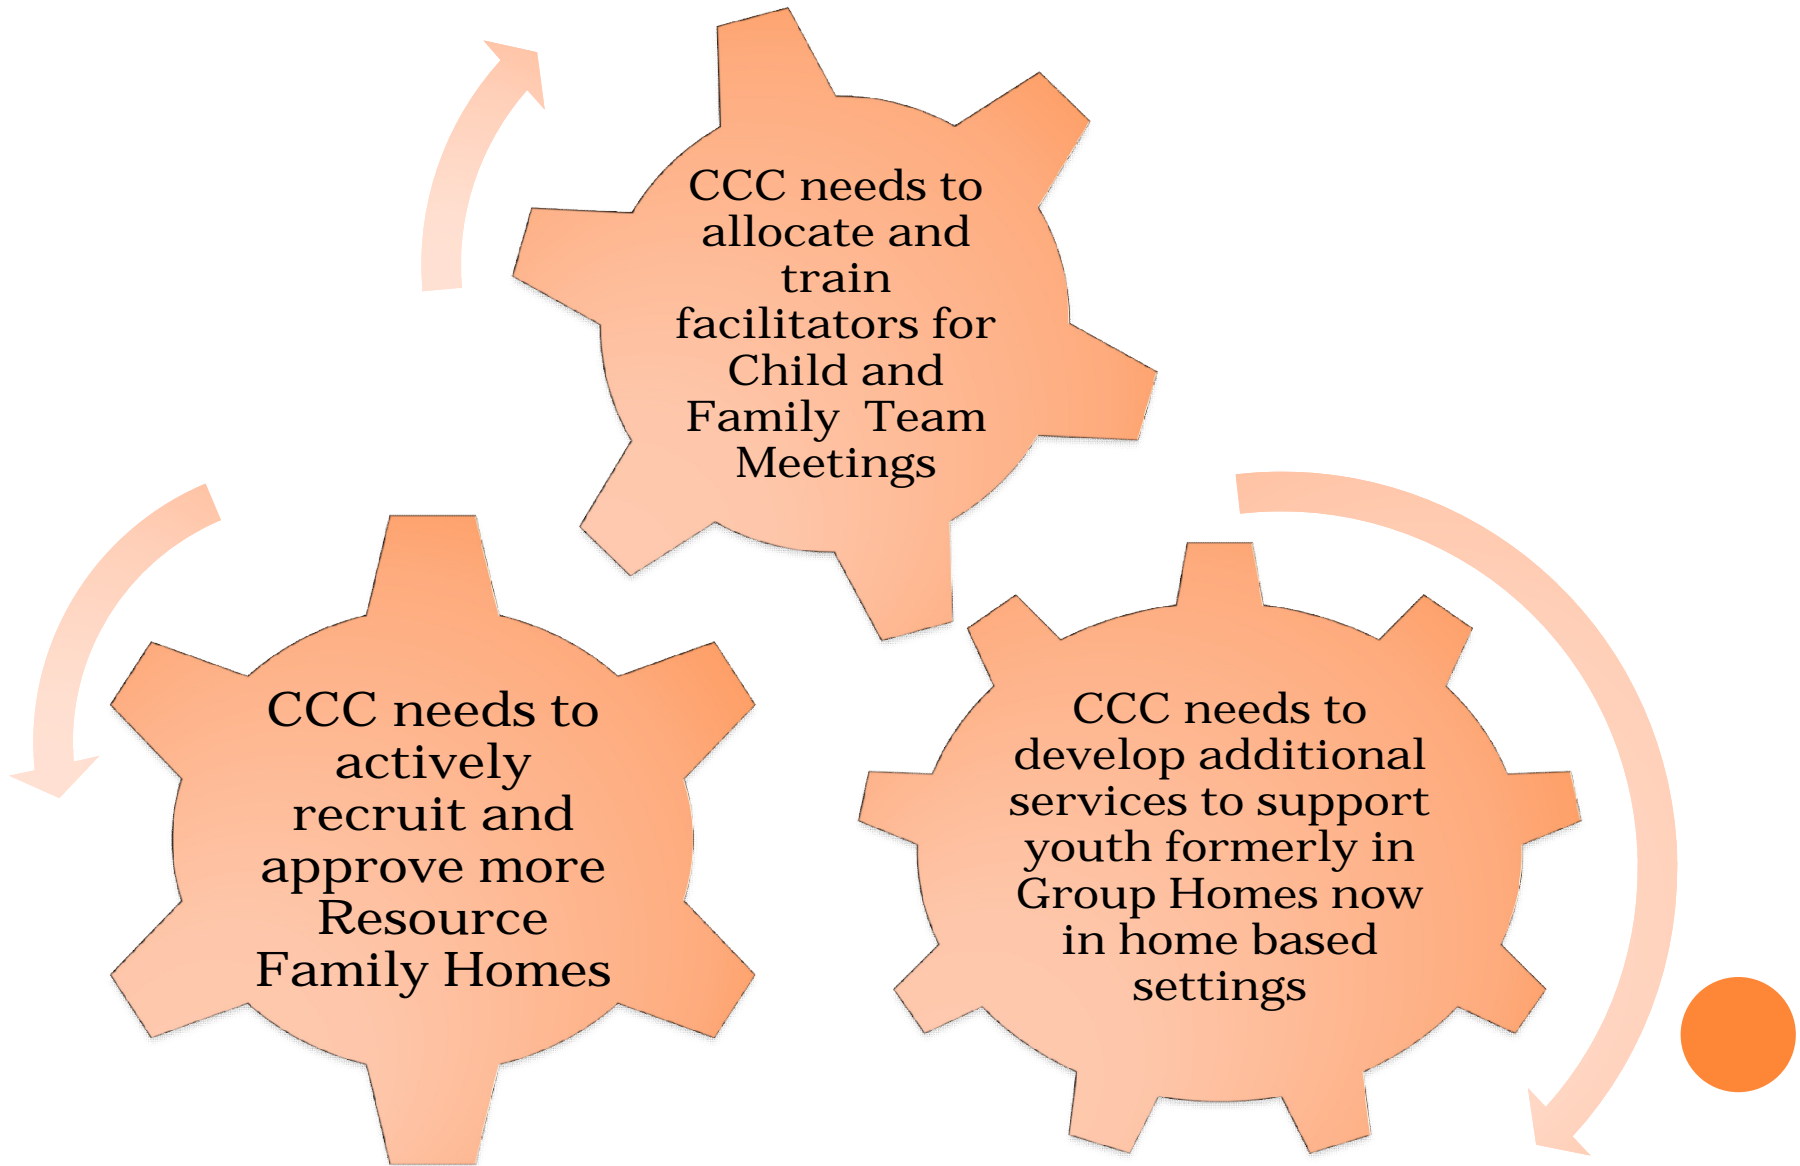 CCC needs to
allocate and
train
facilitators for
Child and
Family Team
Meetings
CCC needs to
actively
recruit and
approve more
Resource
Family Homes
CCC needs to
develop additional
services to support
youth formerly in
Group Homes now
in home based
settings